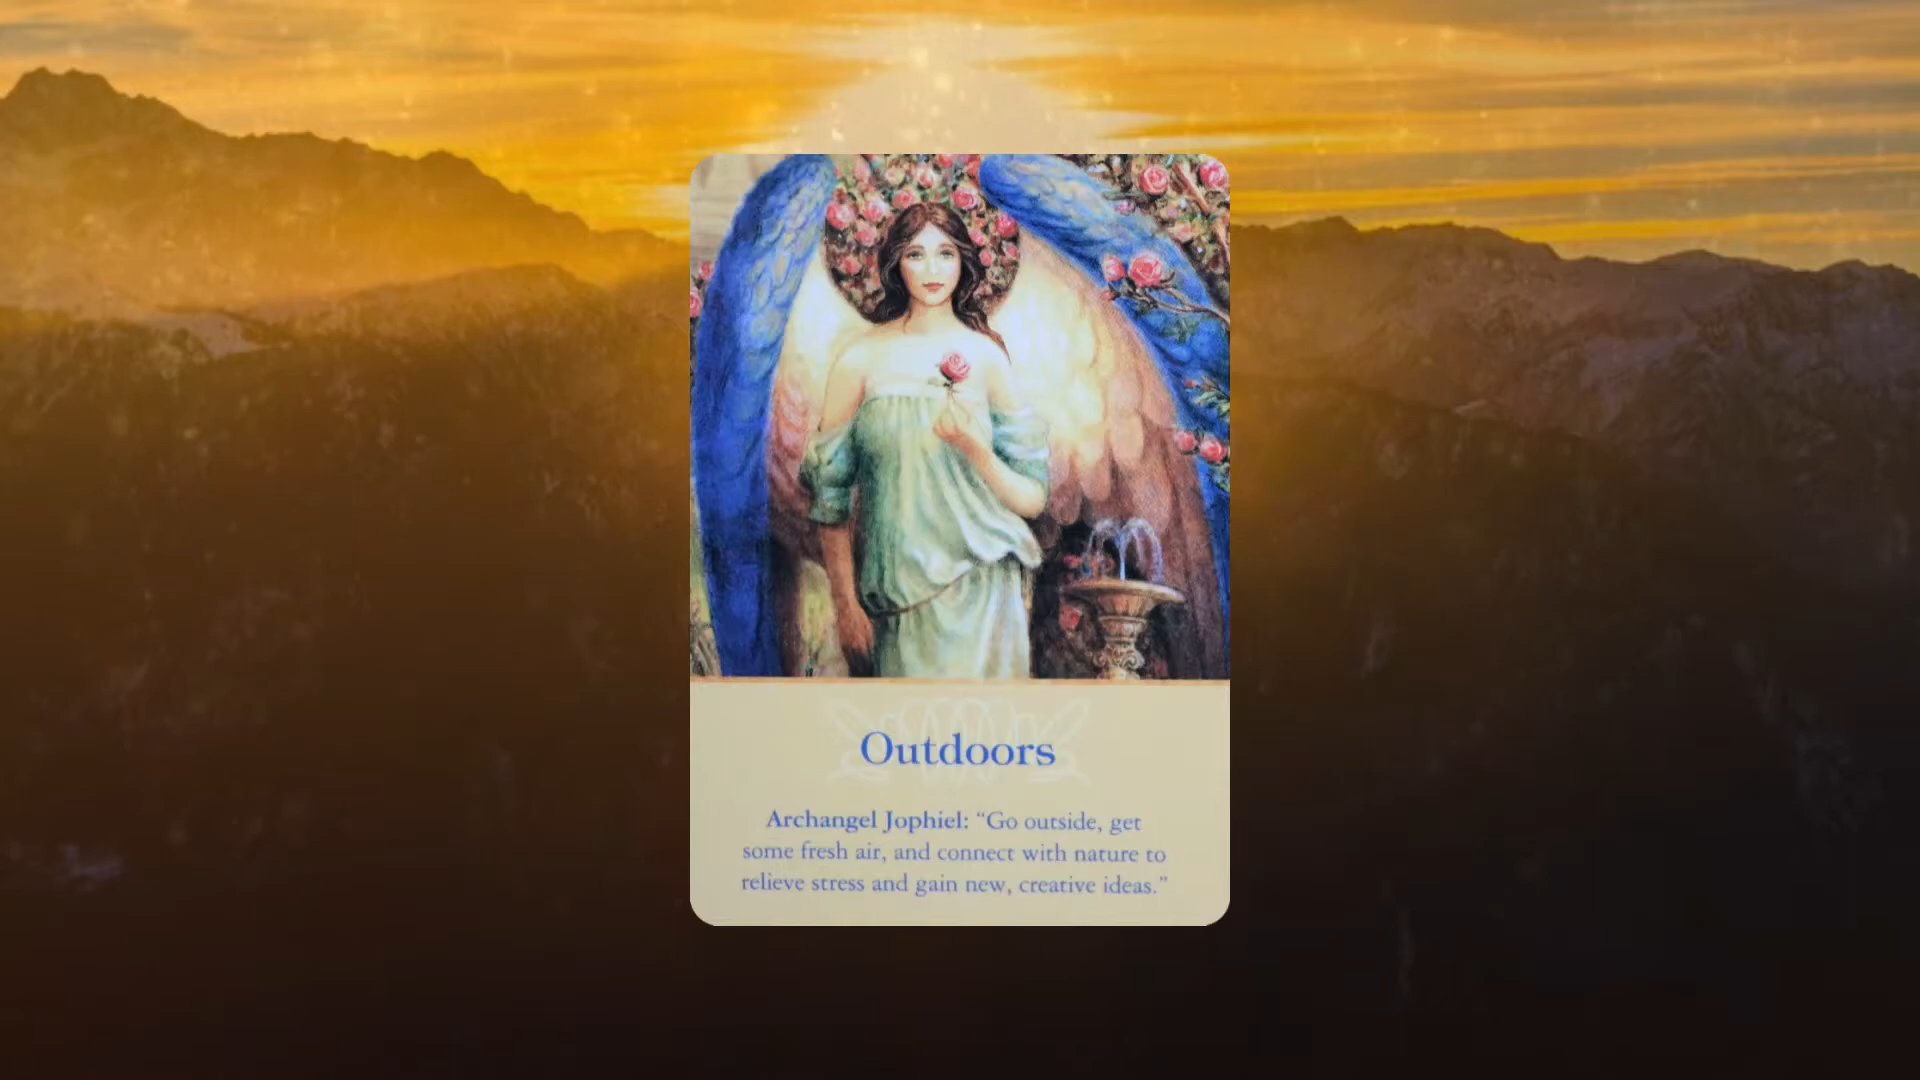 Outdoors
Archangel Jophiel: “Go outside, get
some fresh air, and connect with nature to
relieve stress and gain new, creative ideas.”